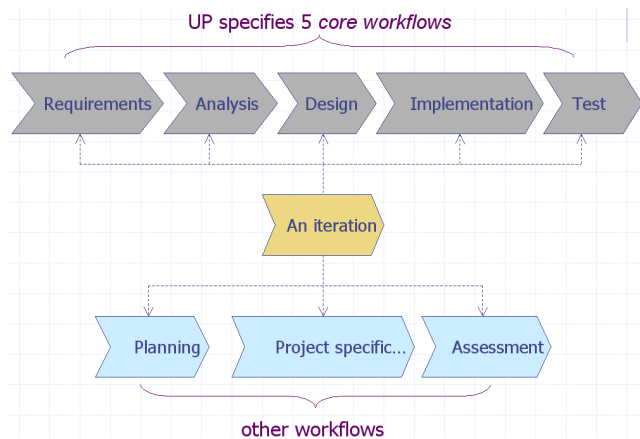 UP specifies 5 core workflows
Requirements
Analysis
Design
Implementation
Test
An iteration
Planning
Project specific...
Assessment
other workflows